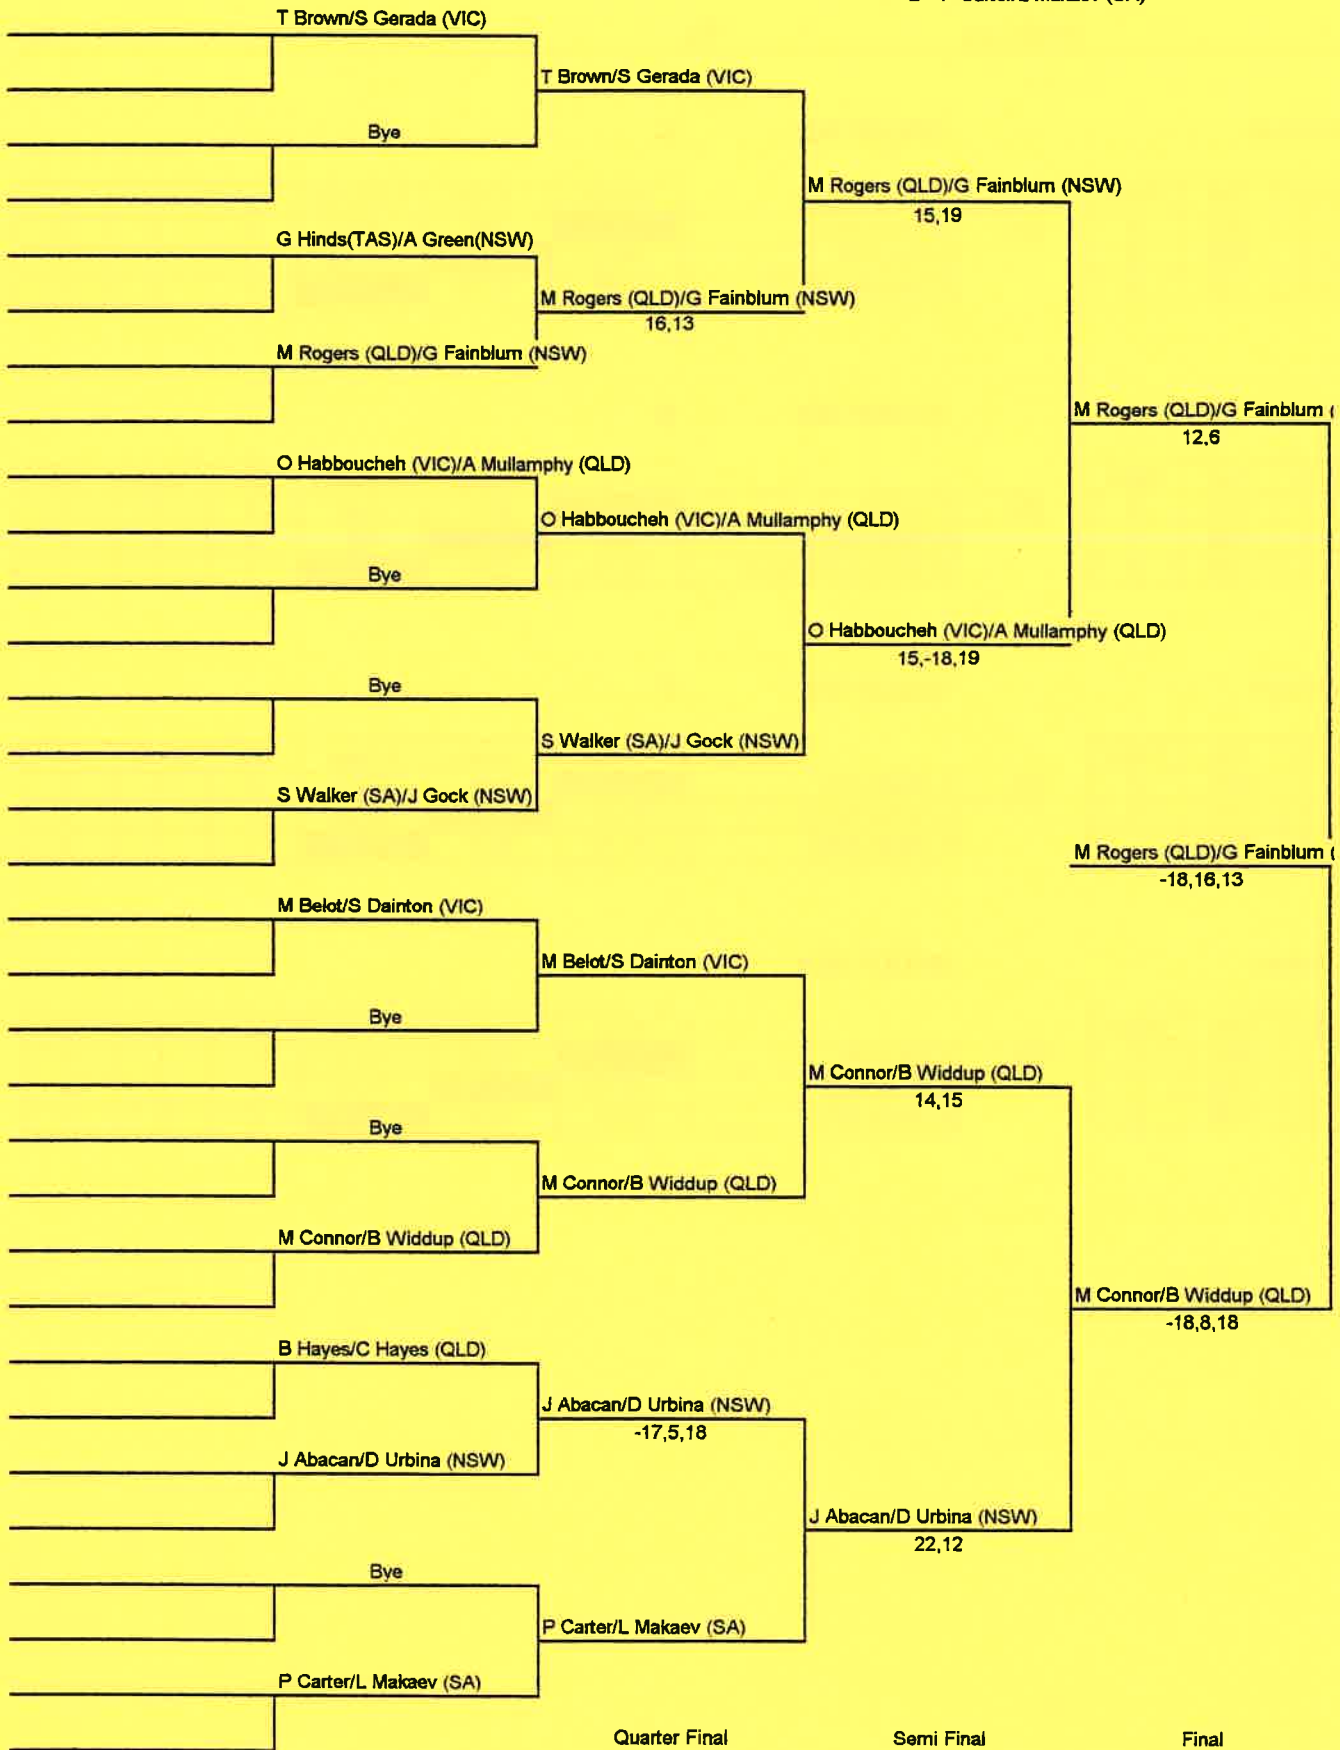 T Brown/S Gerada (VIC)
T Brown/S Gerada (VIC)
Bye
M Rogers (QLD)/G Fainblum (NSW)
15,19
G Hinds(TAS)/A Green(NSW)
M Rogers (QLD)/G Fainblum (NSW)
16,13
M Rogers (QLD)/G Fainblum (NSW)
M Rogers (QLD)/G Fainblum (
12,6
O Habboucheh (VIC)/A Mullamphy (QLD)
O Habboucheh (VIC)/A Mullamphy (QLD)
Bye
O Habboucheh (VIC)/A Mullamphy (QLD)
15,-18,19
Bye
S Walker (SA)/J Gock (NSW)
S Walker (SA)/J Gock (NSW)
M Rogers (QLD)/G Fainblum (
-18,16,13
M Belot/S Dainton (VIC)
M Belot/S Dainton (VIC)
Bye
M Connor/B Widdup (QLD)
14,15
Bye
M Connor/B Widdup (QLD)
M Connor/B Widdup (QLD)
M Connor/B Widdup (QLD)
-18,8,18
B Hayes/C Hayes (QLD)
J Abacan/D Urbina (NSW)
-17,5,18
J Abacan/D Urbina (NSW)
J Abacan/D Urbina (NSW)
22,12
Bye
P Carter/L Makaev (SA)
P Carter/L Makaev (SA)
Quarter Final
Semi Final
Final